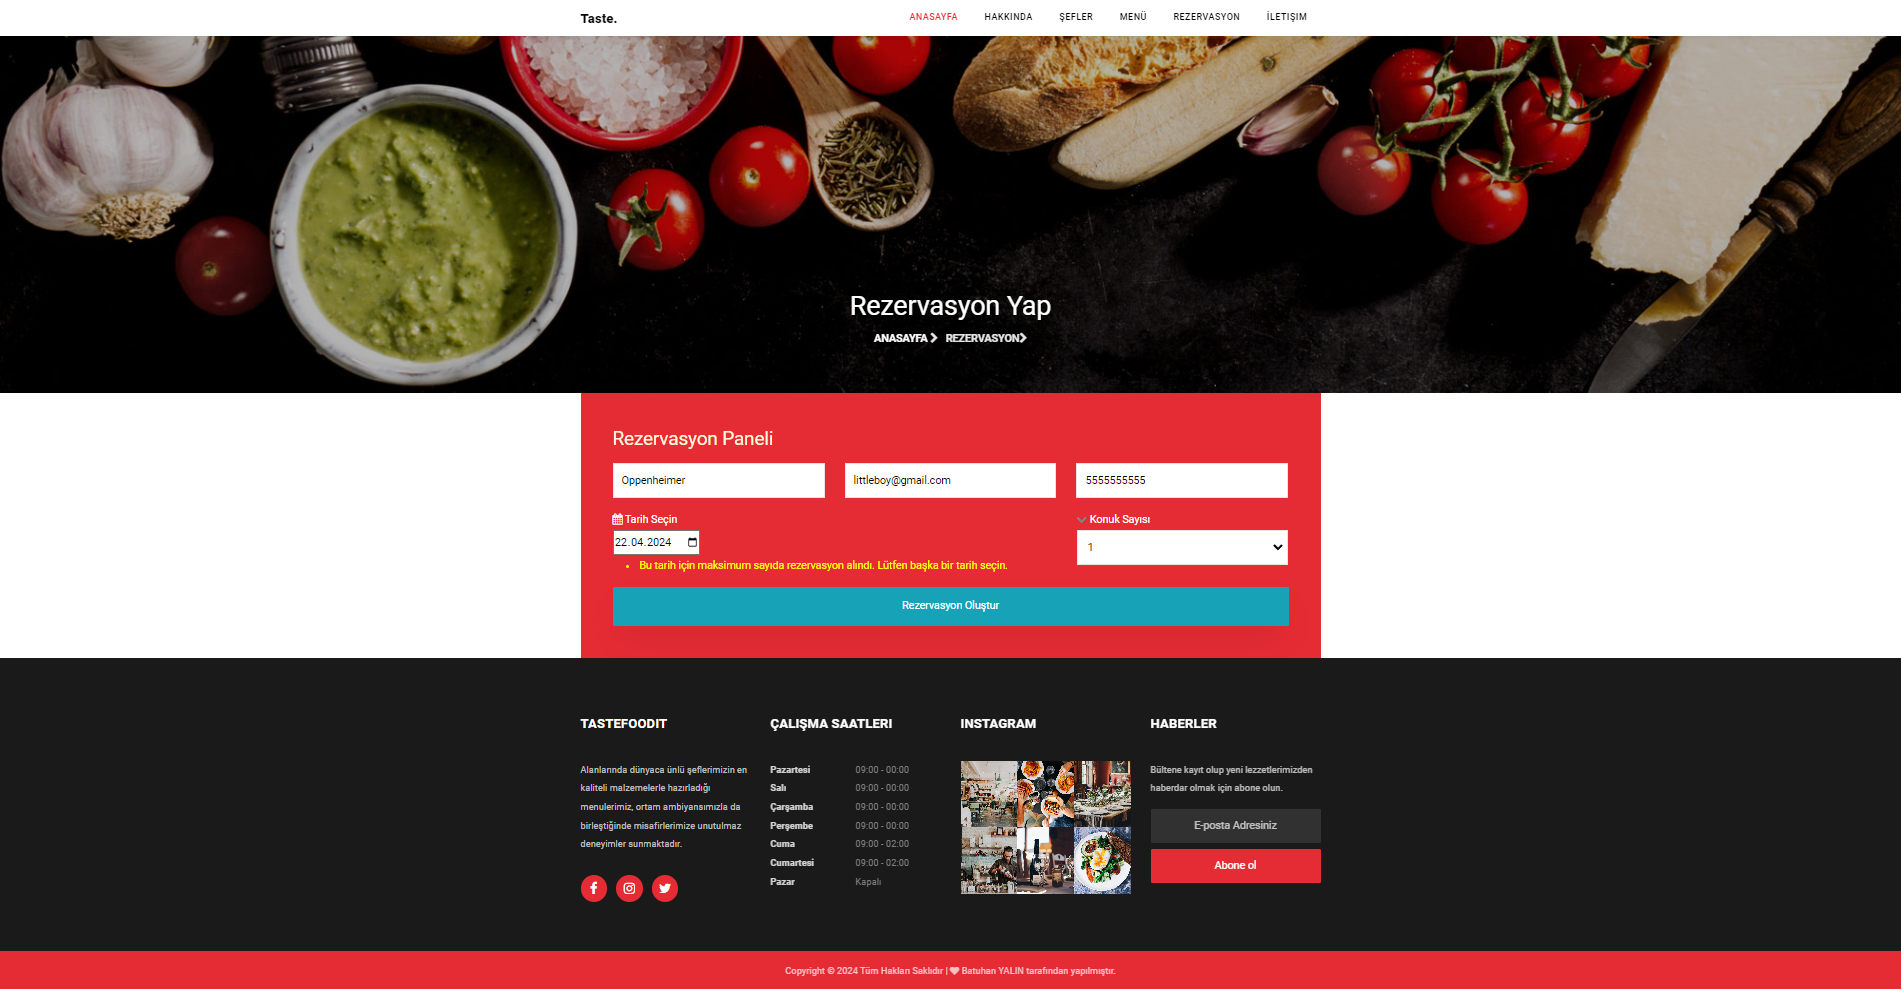 Taste.
ANASAYFA HAKKINDA ŞEFLER MENÜ REZERVASYON İLETIŞIM
Rezervasyon Yap
ANASAYFA REZERVASYON
Rezervasyon Paneli
Oppenheimer littleboy@gmail.com 5555555555
Tarih Seçin Konuk Sayısı
22.04.2024 1
Bu tarih için maksimum sayıda rezervasyon alındı. Lütfen başka bir tarih seçin.
Rezervasyon Oluştur
TASTEFOODIT
Alanlarında dünyaca ünlü şeflerimizin en
kaliteli malzemelerle hazırladığı
menulerimiz, ortam ambiyansımızla da
birleştiğinde misafirlerimize unutulmaz
deneyimler sunmaktadır.
ÇALIŞMA SAATLERI
Pazartesi 09:00 - 00:00
Salı 09:00 - 00:00
Çarşamba 09:00 - 00:00
Perşembe 09:00 - 00:00
Cuma 09:00 - 02:00
Cumartesi 09:00 - 02:00
Pazar Kapalı
INSTAGRAM
HABERLER
Bültene kayıt olup yeni lezzetlerimizden
haberdar olmak için abone olun.
E-posta Adresiniz
Abone ol
Copyright © 2024 Tüm Hakları Saklıdır | Batuhan YALIN tarafından yapılmıştır.